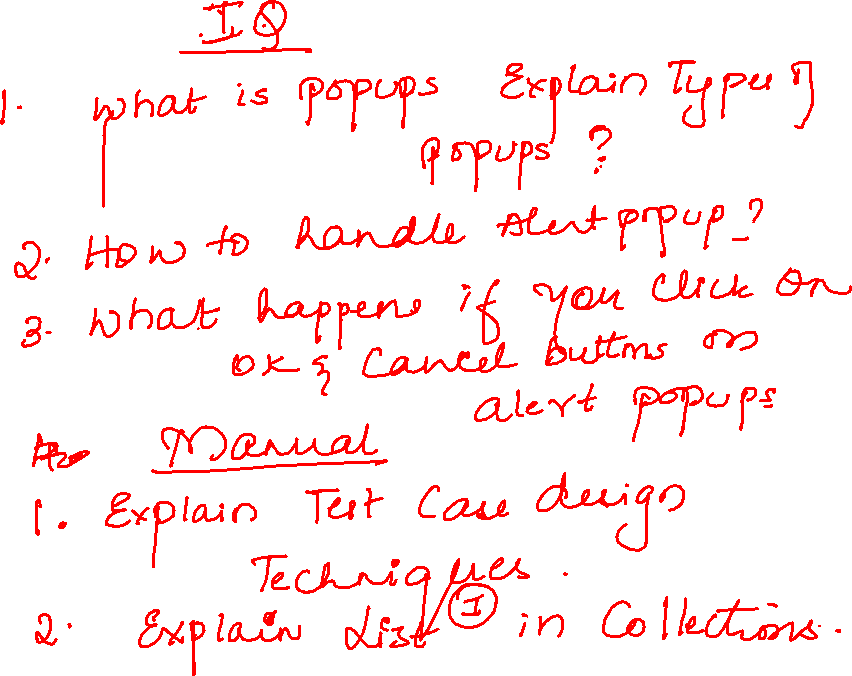 IQ
1. What is popups Explain Types of
popups ?
2. How to handle Alert popup ?
3. What happens if you click on
OK & Cancel buttons on
alert popups
Manual
1. Explain Test Case design
Techniques.
2. Explain List (I) in Collections.